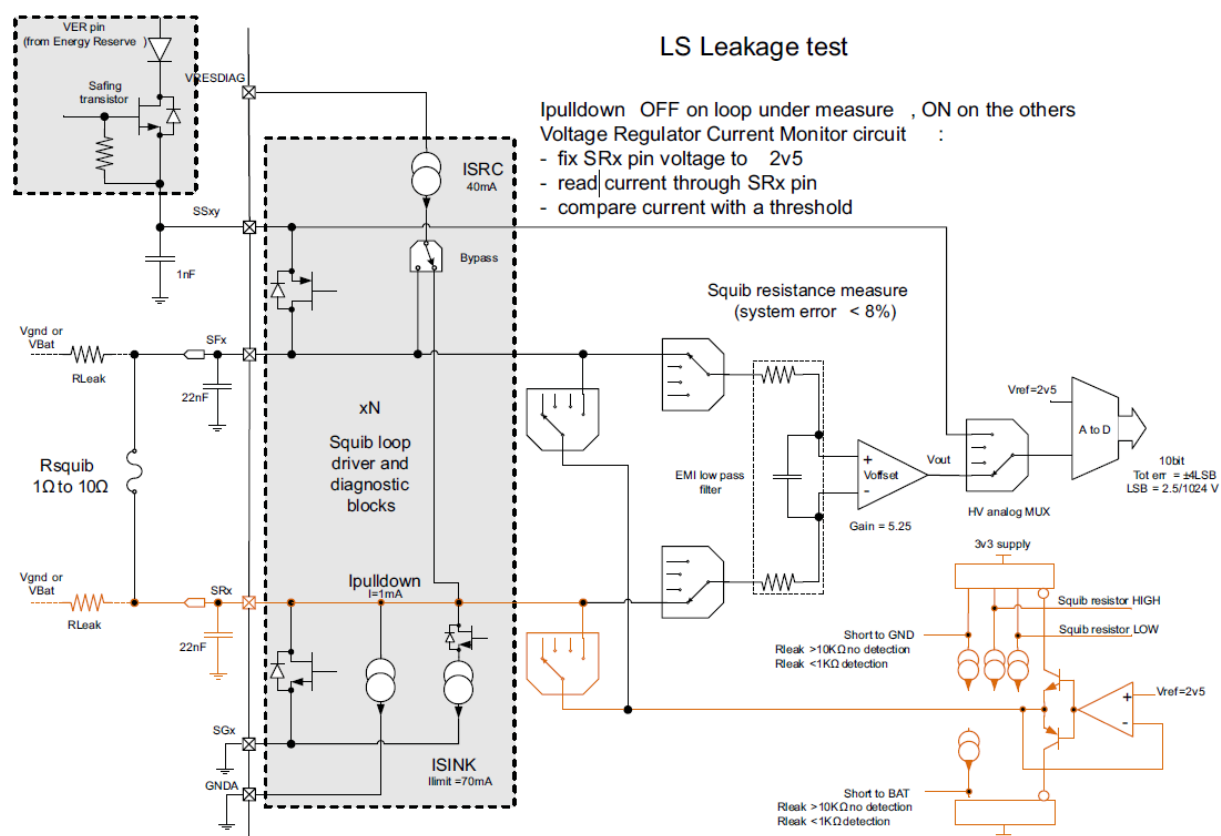 VER pin
(from Energy Reserve )
Safing
transistor
VRESDIAG
LS Leakage test
Ipulldown OFF on loop under measure , ON on the others
Voltage Regulator Current Monitor circuit :
- fix SRx pin voltage to 2v5
- read current through SRx pin
- compare current with a threshold
ISRC
40mA
SSxy
1nF
Bypass
Squib resistance measure
(system error < 8%)
Vgnd or
VBat
SFx
RLeak
22nF
xN
Squib loop
driver and
diagnostic
blocks
Rsquib
1Ω to 10Ω
EMI low pass
filter
+
Voffset
-
Gain = 5.25
Vout
HV analog MUX
Vref=2v5
A to D
10bit
Tot err = ±4LSB
LSB = 2.5/1024 V
Vgnd or
VBat
SRx
RLeak
22nF
Ipulldown
I=1mA
3v3 supply
Squib resistor HIGH
Squib resistor LOW
Short to GND
Rleak >10KΩ no detection
Rleak <1KΩ detection
+
-
Vref=2v5
SGx
GNDA
ISINK
Ilimit =70mA
Short to BAT
Rleak >10KΩ no detection
Rleak <1KΩ detection